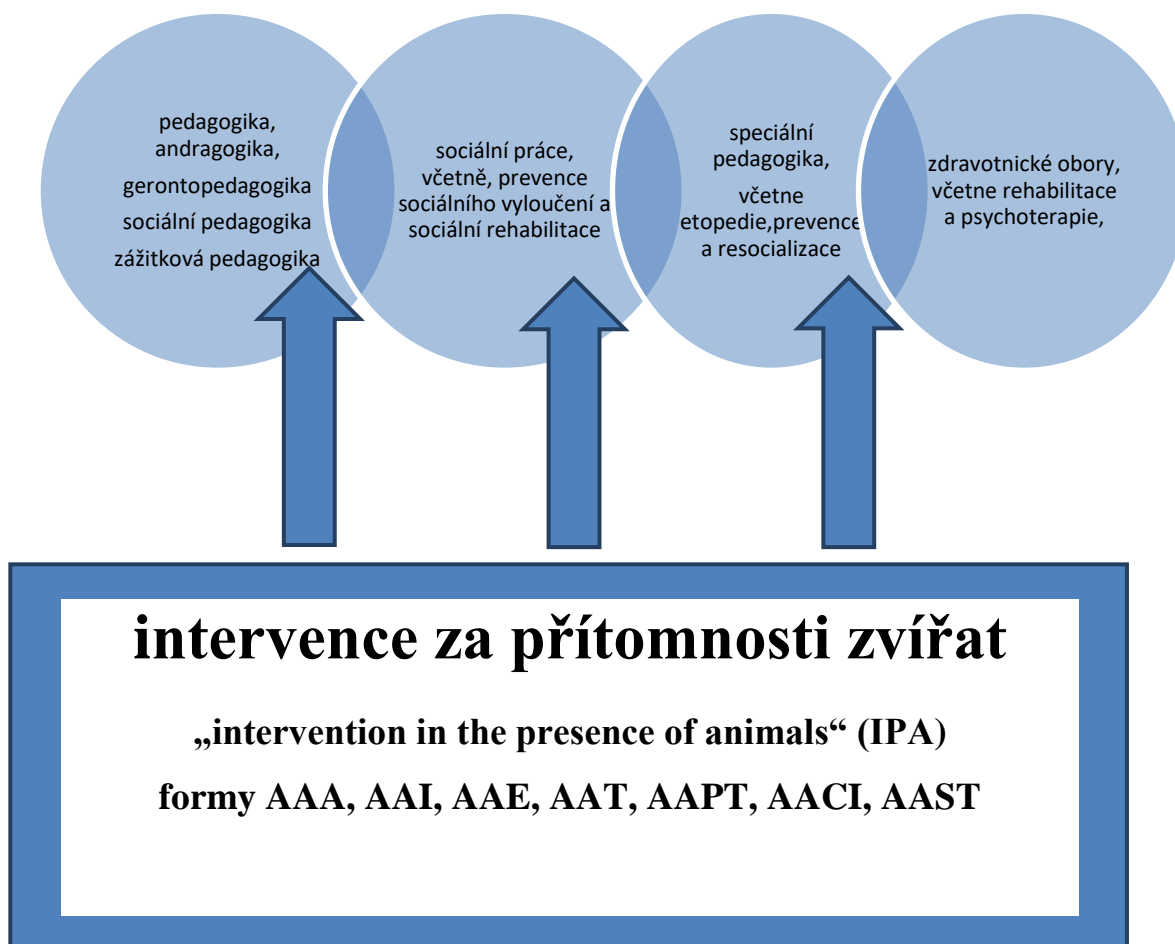 pedagogika,
andragogika,
gerontopedagogika
sociální pedagogika
zážitková pedagogika
sociální práce,
včetně, prevence
sociálního vyloučení a
sociální rehabilitace
speciální
pedagogika,
včetne
etopedie,prevence
a resocializace
zdravotnické obory,
včetne rehabilitace
a psychoterapie,
intervence za přítomnosti zvířat
„intervention in the presence of animals“ (IPA)
formy AAA, AAI, AAE, AAT, AAPT, AACI, AAST